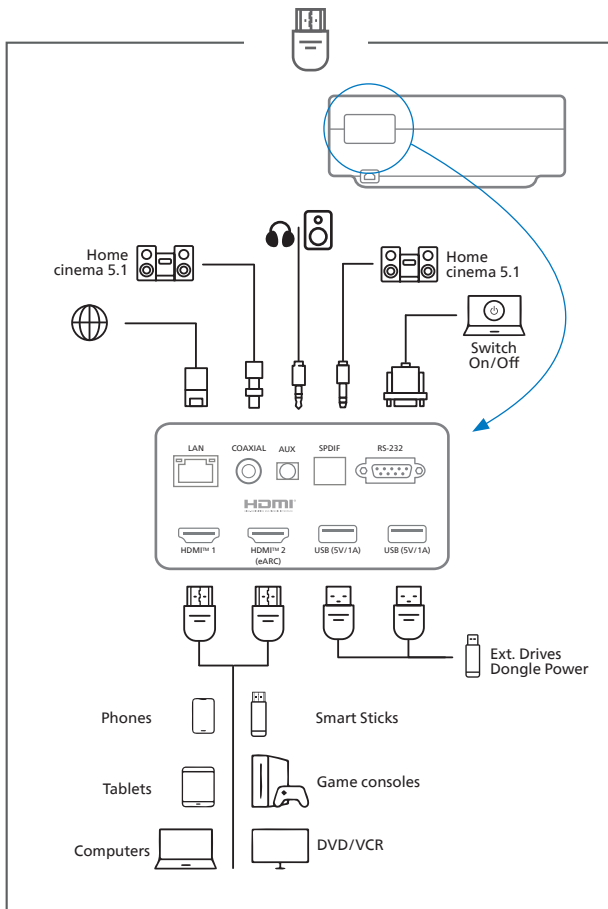 Home
cinema 5.1
Home
cinema 5.1
Switch
On/Off
LAN
COAXIAL
AUX
SPDIF
RS-232
HDMI
HDMI™ 1
HDMI™ 2
(eARC)
USB (5V/1A)
USB (5V/1A)
Ext. Drives
Dongle Power
Phones
Smart Sticks
Tablets
Game consoles
Computers
DVD/VCR